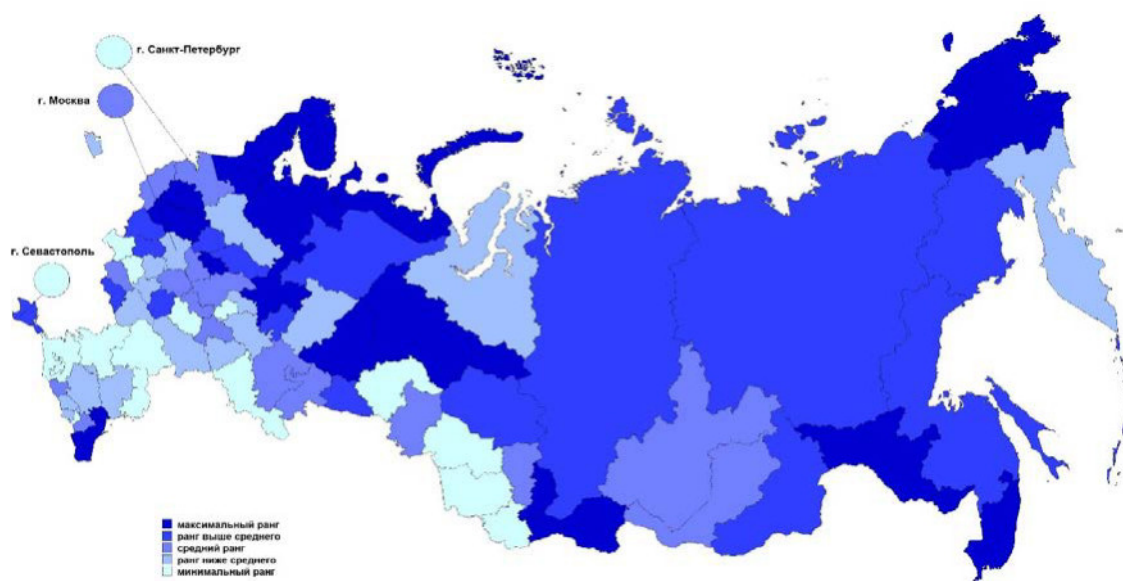 г. Санкт-Петербург
г. Москва
г. Севастополь
максимальный ранг
ранг выше среднего
средний ранг
ранг ниже среднего
минимальный ранг